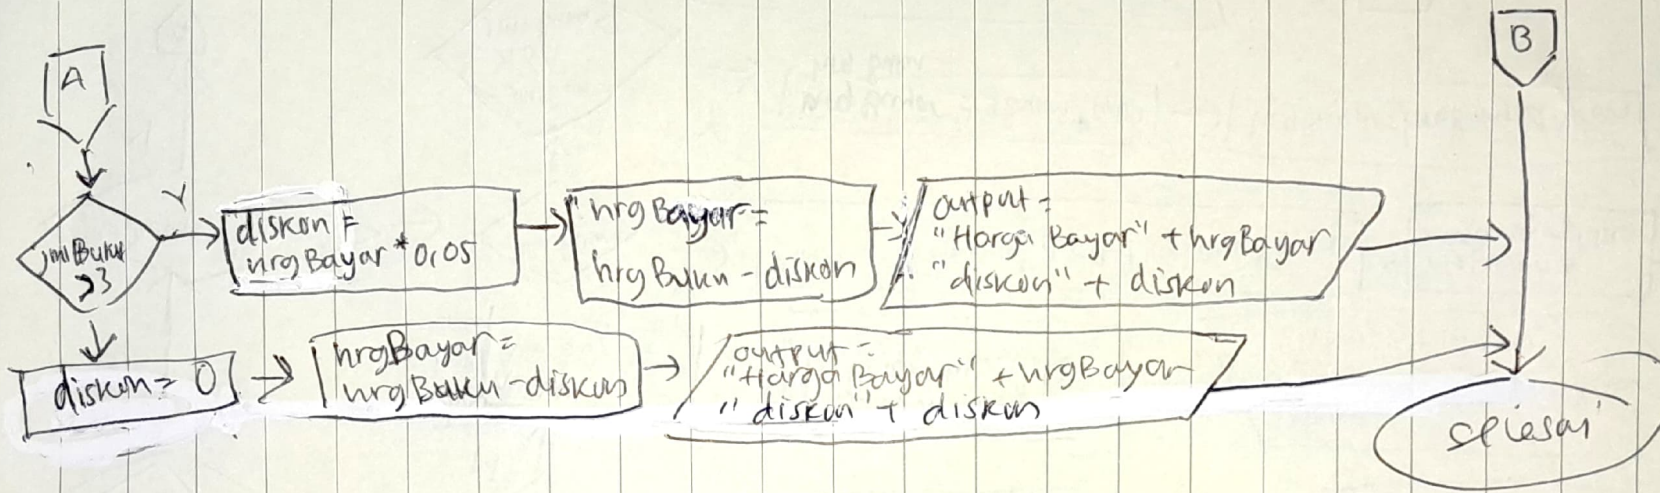 A
B
Y
jmlBuku
>3
diskon =
hrgBayar * 0,05
hrgBayar =
hrgBuku - diskon
output =
"Harga Bayar" + hrgBayar
"diskon" + diskon
diskon = 0
hrgBayar =
hrgBuku - diskon
output =
"Harga Bayar" + hrgBayar
"diskon" + diskon
selesai